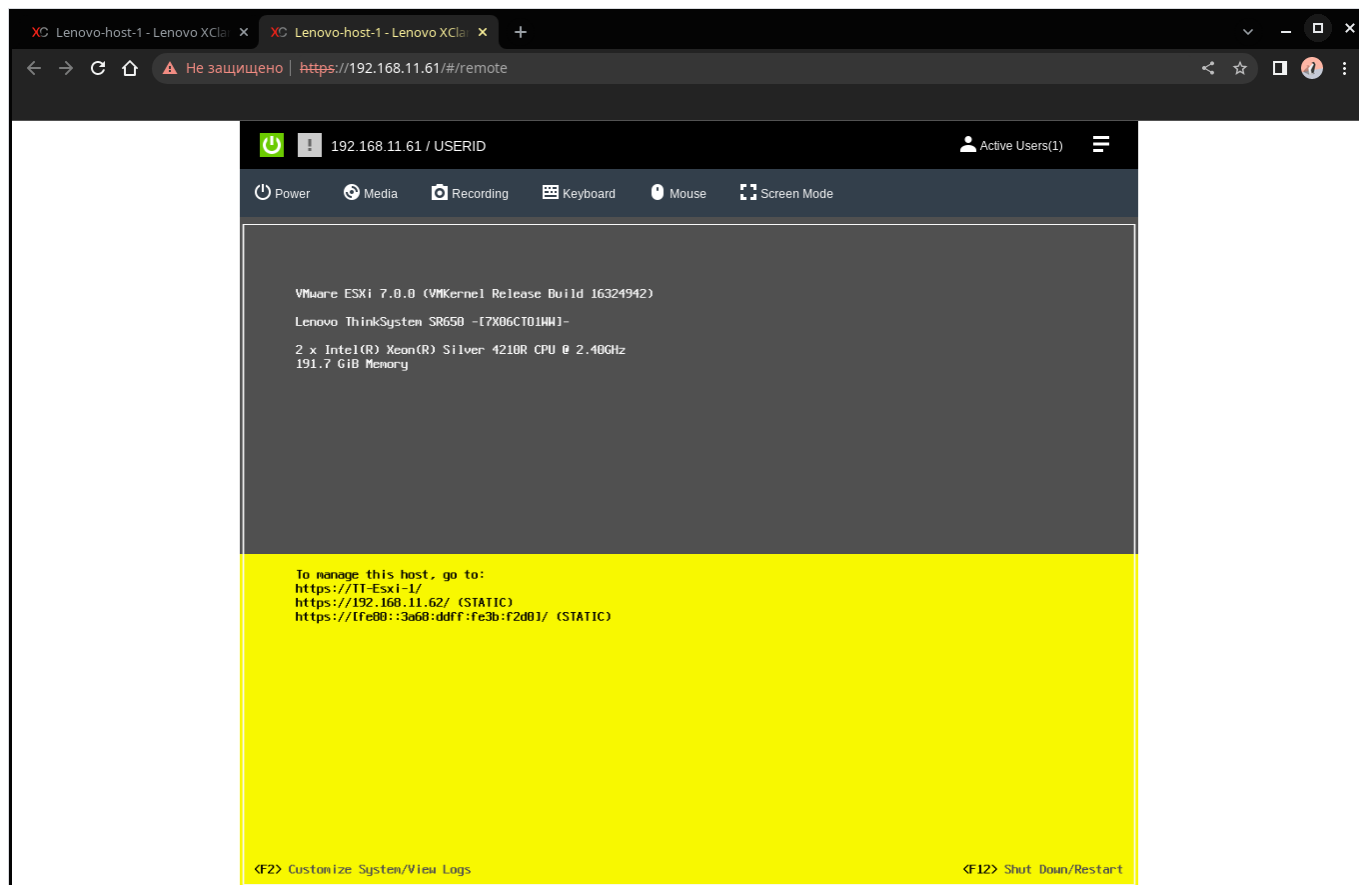 XC Lenovo-host-1 - Lenovo XCla
XC Lenovo-host-1 - Lenovo XCla
Не защищено | https://192.168.11.61/#/remote
192.168.11.61 / USERID
Active Users(1)
Power Media Recording Keyboard Mouse Screen Mode
VMware ESXi 7.0.0 (VMKernel Release Build 16324942)
Lenovo ThinkSystem SR650 -[7X06CTO1WW]-
2 x Intel(R) Xeon(R) Silver 4210R CPU @ 2.40GHz
191.7 GiB Memory
To manage this host, go to:
https://TT-Esxi-1/
https://192.168.11.62/ (STATIC)
https://[fe80::3a68:ddff:fe3b:f2d0]/ (STATIC)
<F2> Customize System/View Logs
<F12> Shut Down/Restart